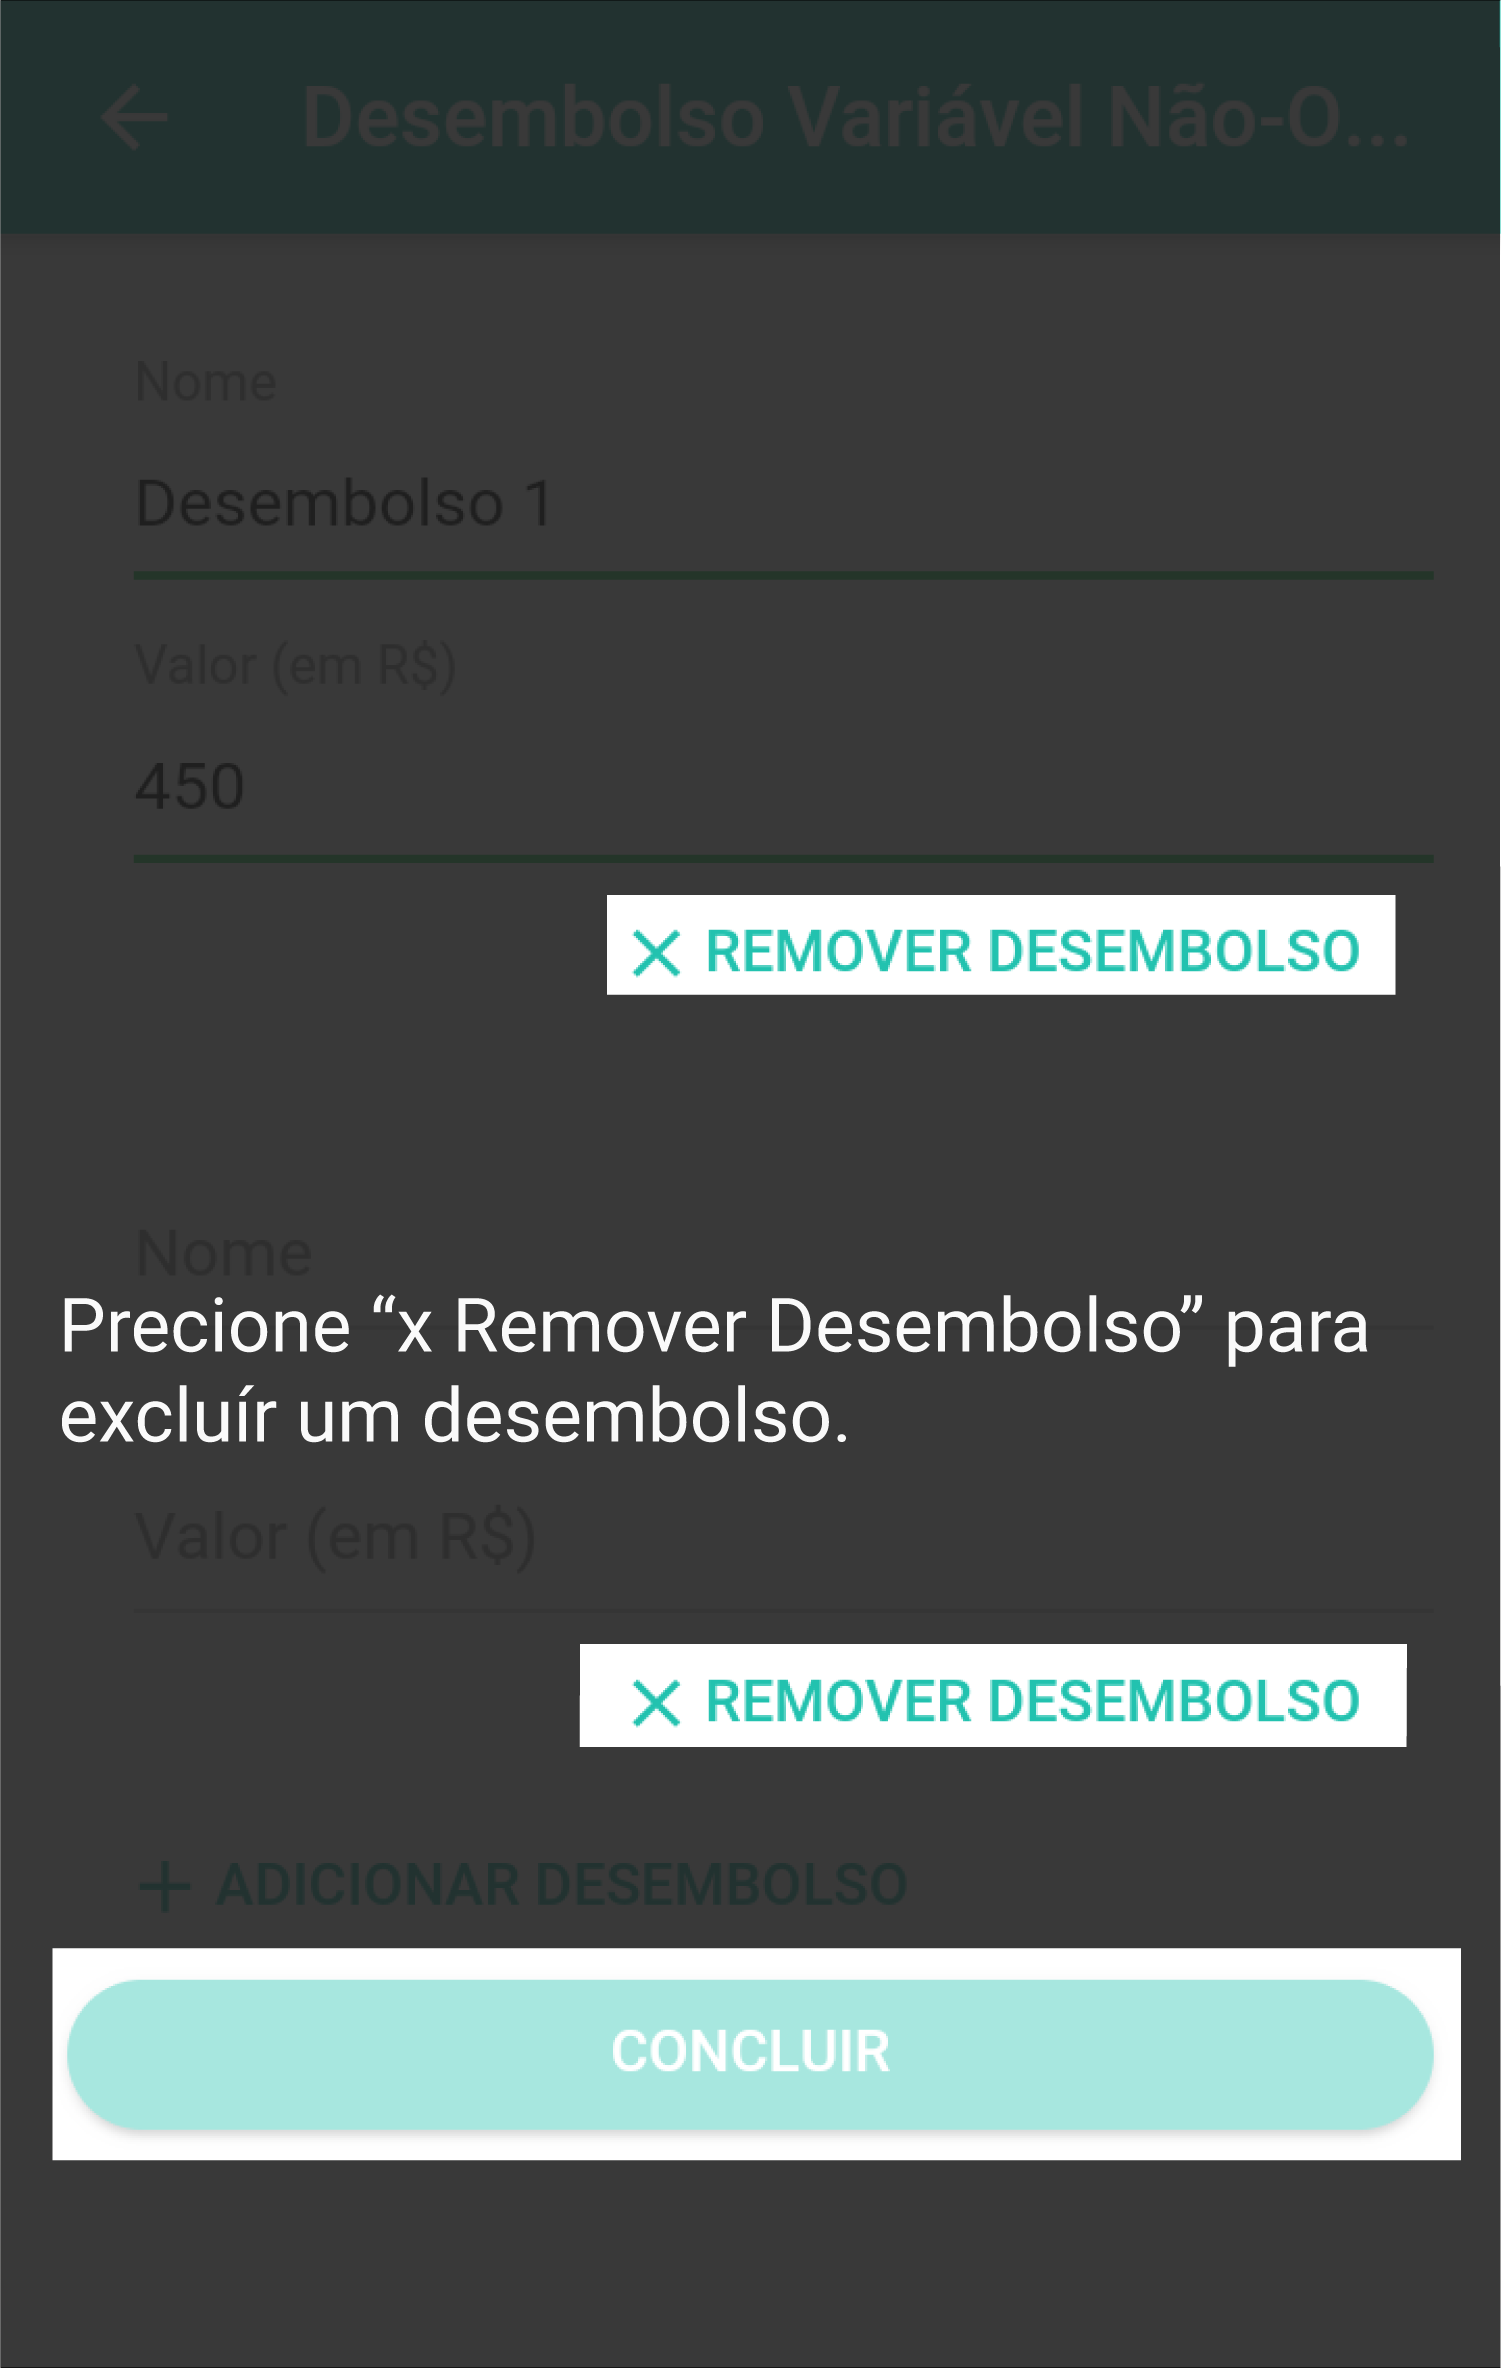 Desembolso Variável Não-O...
Nome
Desembolso 1
Valor (em R$)
450
REMOVER DESEMBOLSO
Nome
Precione “x Remover Desembolso” para
excluír um desembolso.
Valor (em R$)
REMOVER DESEMBOLSO
+ ADICIONAR DESEMBOLSO
CONCLUIR